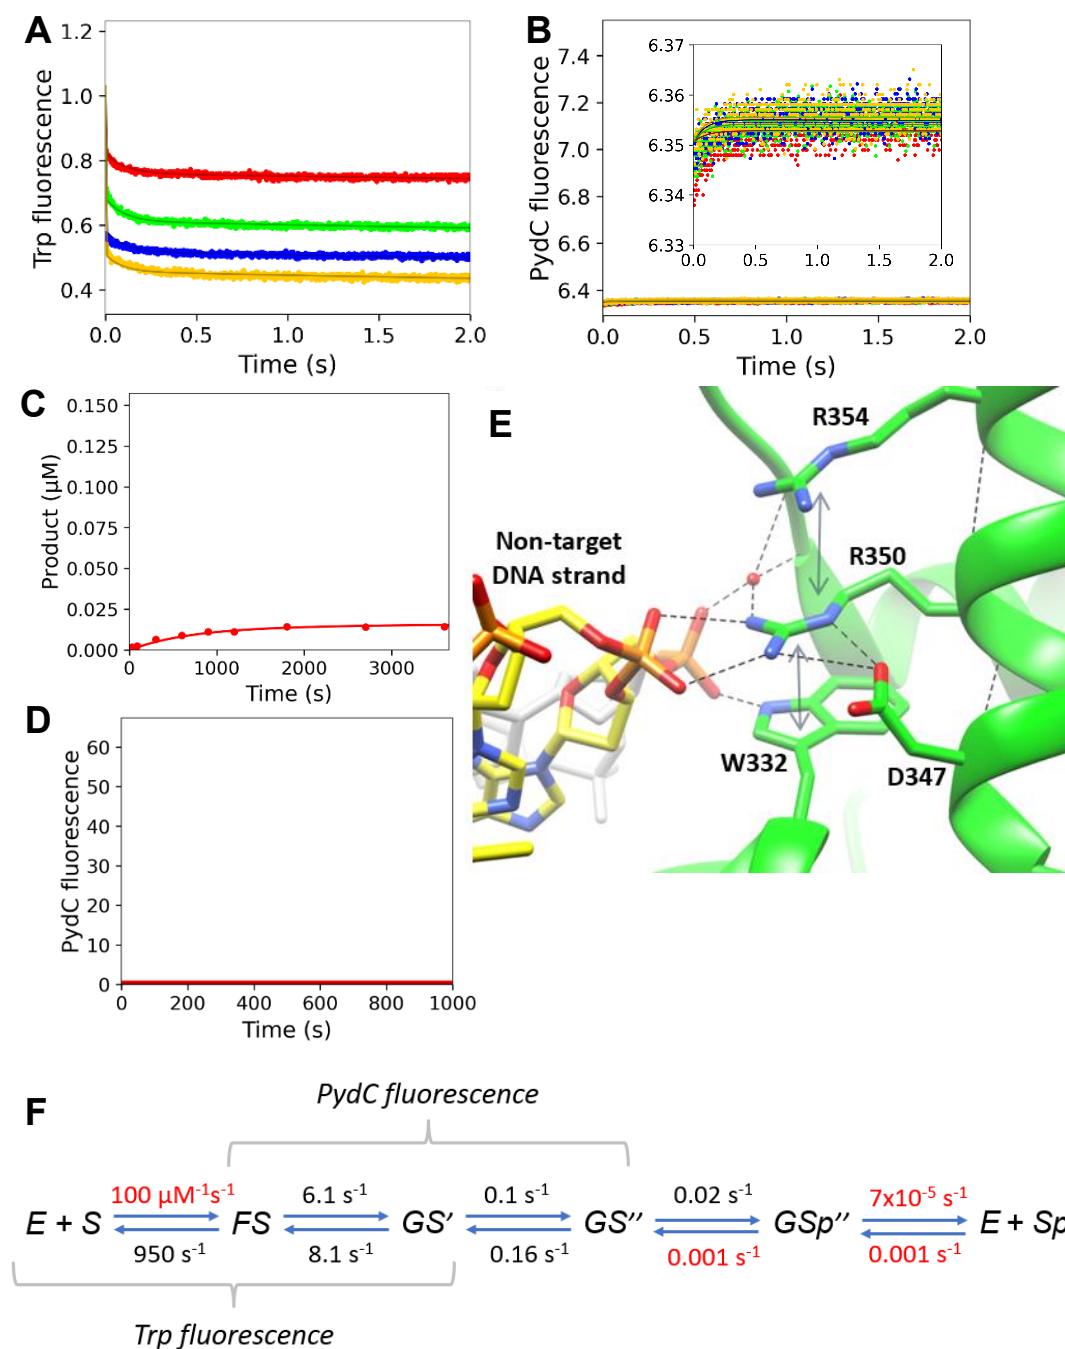 A
Trp fluorescence
1.2
1.0
0.8
0.6
0.4
0.0 0.5 1.0 1.5 2.0
Time (s)
B
PydC fluorescence
7.4
7.2
7.0
6.8
6.6
6.4
0.0 0.5 1.0 1.5 2.0
Time (s)
6.37
6.36
6.35
6.34
6.33
0.0 0.5 1.0 1.5 2.0
C
Product (µM)
0.150
0.125
0.100
0.075
0.050
0.025
0.000
0 1000 2000 3000
Time (s)
D
PydC fluorescence
60
50
40
30
20
10
0
0 200 400 600 800 1000
Time (s)
E
R354
Non-target
DNA strand
R350
W332
D347
F
PydC fluorescence
100 µM⁻¹s⁻¹ 6.1 s⁻¹ 0.1 s⁻¹ 0.02 s⁻¹ 7x10⁻⁵ s⁻¹
E + S FS GS′ GS′′ GSp′′ E + Sp
950 s⁻¹ 8.1 s⁻¹ 0.16 s⁻¹ 0.001 s⁻¹ 0.001 s⁻¹
Trp fluorescence